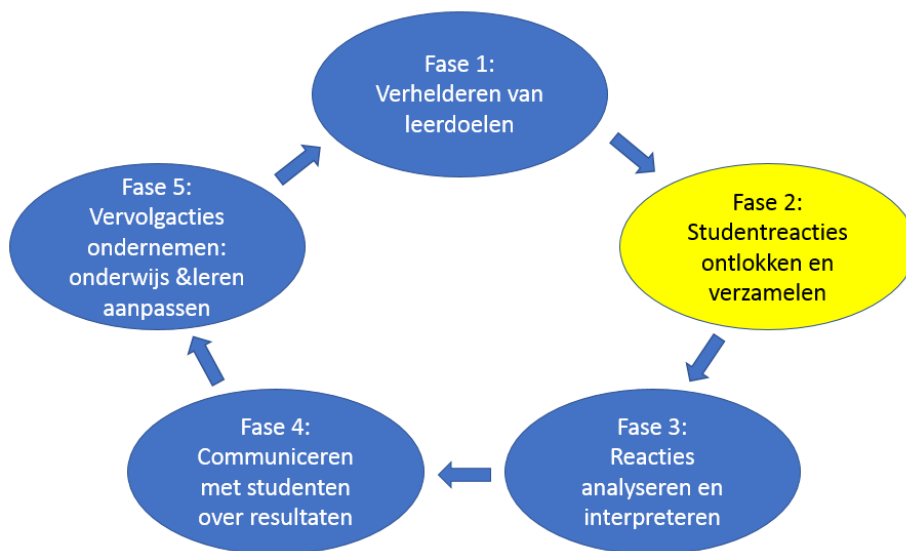 Fase 1:
Verhelderen van
leerdoelen
Fase 2:
Studentreacties
ontlokken en
verzamelen
Fase 3:
Reacties
analyseren en
interpreteren
Fase 4:
Communiceren
met studenten
over resultaten
Fase 5:
Vervolgacties
ondernemen:
onderwijs &leren
aanpassen